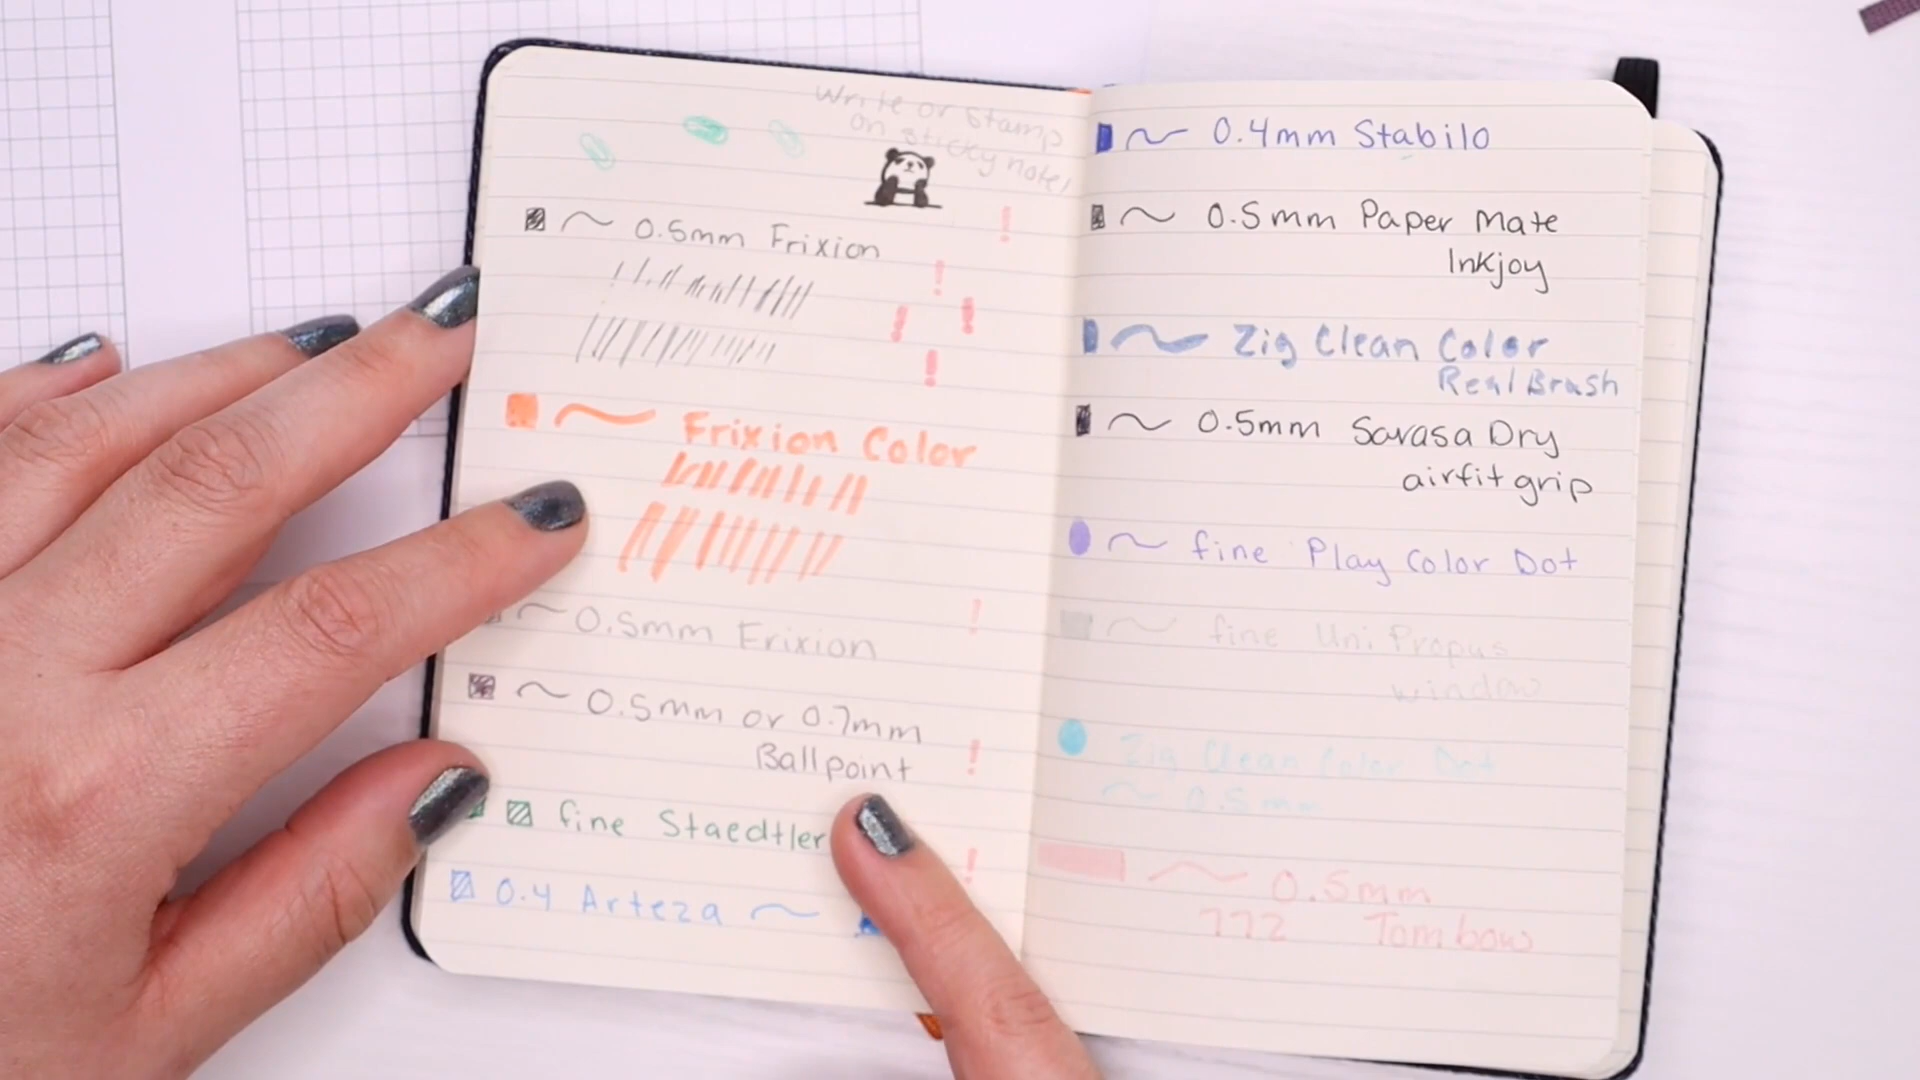 Write or Stamp
on sticky note!
0.5mm Frixion
Frixion Color
0.5mm Frixion
0.5mm or 0.7mm
Ballpoint
fine Staedtler
0.4 Arteza
0.4mm Stabilo
0.5mm Paper Mate
Inkjoy
Zig Clean Color
Real Brush
0.5mm Sarasa Dry
airfit grip
fine Play Color Dot
fine Uni Propus
window
Zig Clean Color Dot
0.5mm
0.5mm
772 Tombow